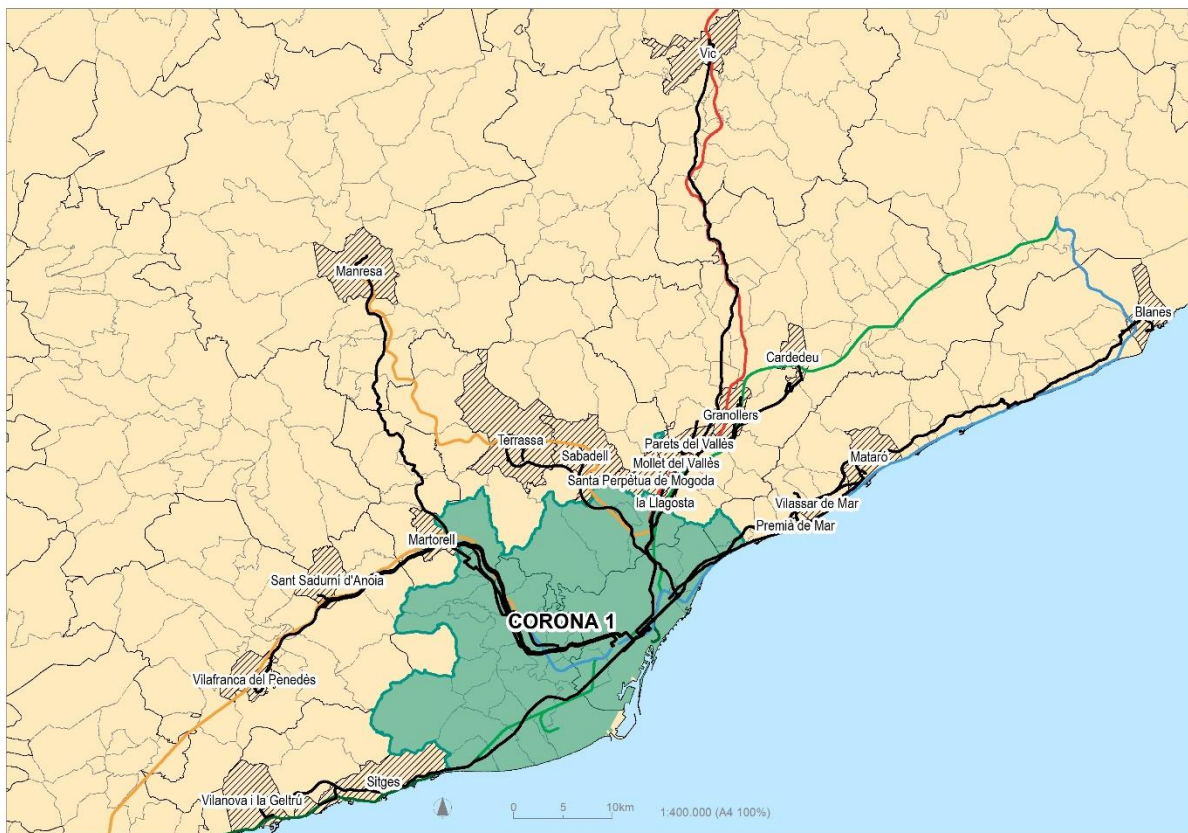 Vic
Manresa
Blanes
Cardedeu
Granollers
Terrassa
Parets del Vallès
Sabadell
Mollet del Vallès
Mataró
Santa Perpètua de Mogoda
la Llagosta
Vilassar de Mar
Premià de Mar
Martorell
Sant Sadurní d'Anoia
CORONA 1
Vilafranca del Penedès
Sitges
Vilanova i la Geltrú
0 5 10km
1:400.000 (A4 100%)